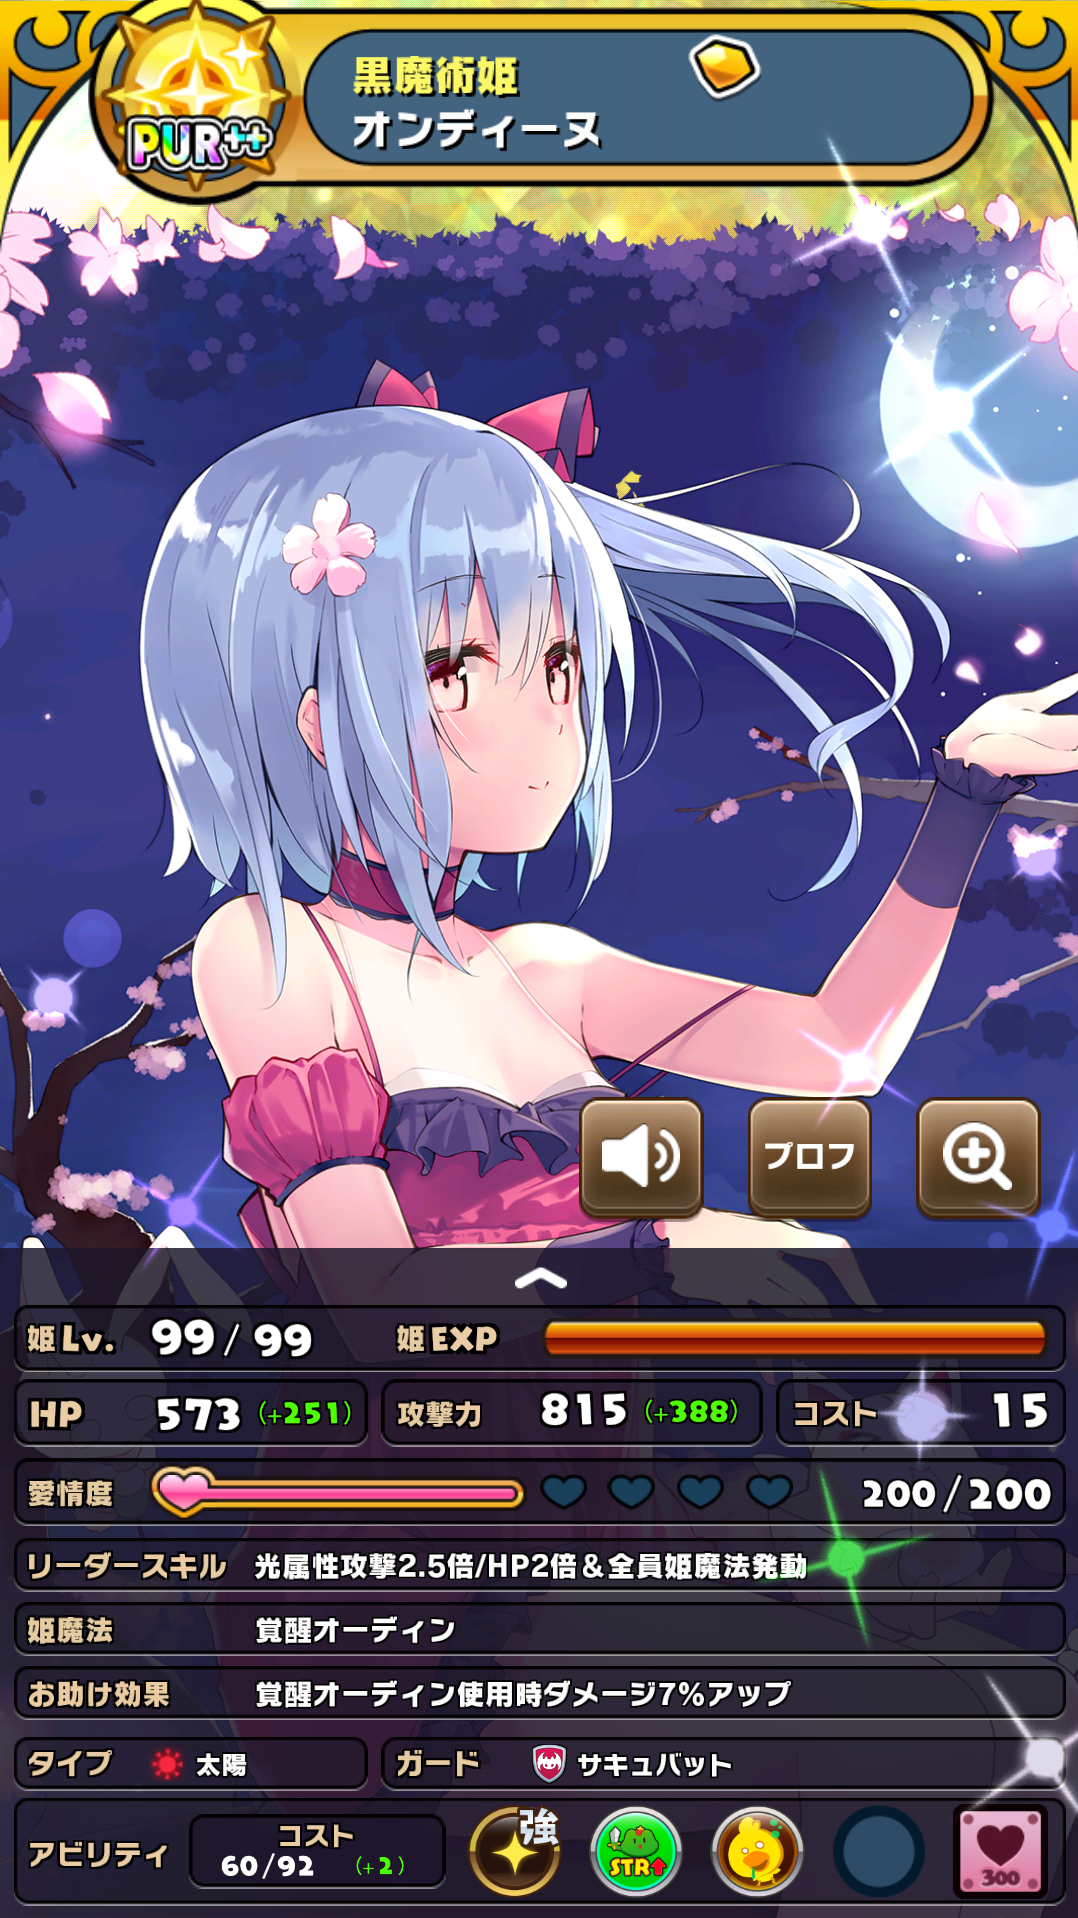 PUR++
黒魔術姫
オンディーヌ
プロフ
姫Lv. 99/99
姫EXP
HP 573 (+251)
攻撃力 815 (+388)
コスト 15
愛情度 200/200
リーダースキル 光属性攻撃2.5倍/HP2倍＆全員姫魔法発動
姫魔法 覚醒オーディン
お助け効果 覚醒オーディン使用時ダメージ7%アップ
タイプ 太陽
ガード サキュバット
アビリティ
コスト
60/92 (+2)
強
STR
300